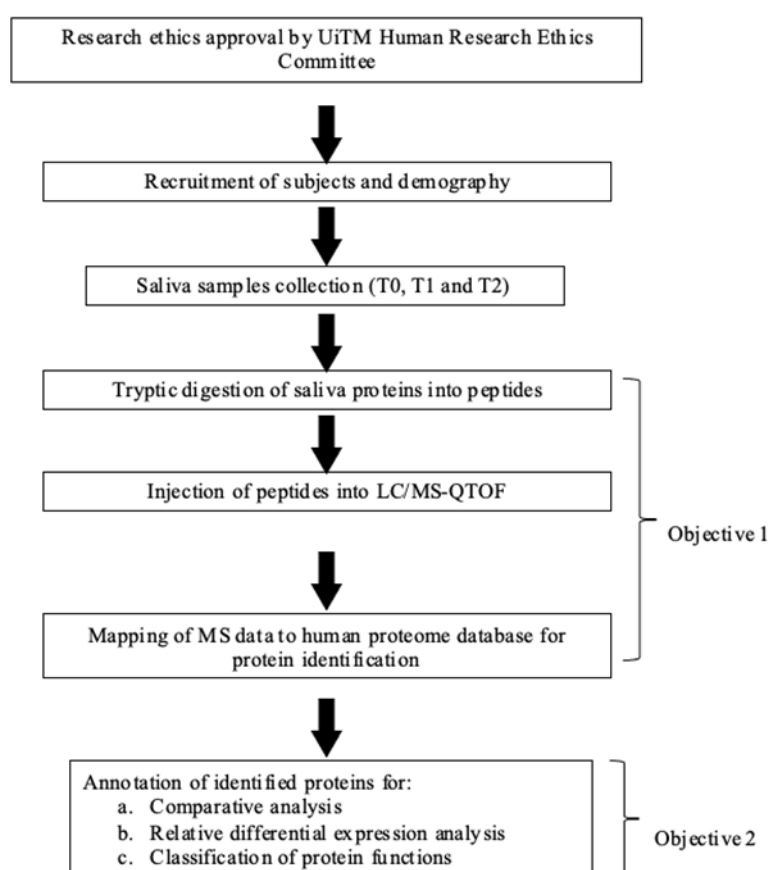 Research ethics approval by UiTM Human Research Ethics
Committee
Recruitment of subjects and demography
Saliva samples collection (T0, T1 and T2)
Tryptic digestion of saliva proteins into peptides
Injection of peptides into LC/MS-QTOF
Objective 1
Mapping of MS data to human proteome database for
protein identification
Annotation of identified proteins for:
a. Comparative analysis
b. Relative differential expression analysis
c. Classification of protein functions
Objective 2